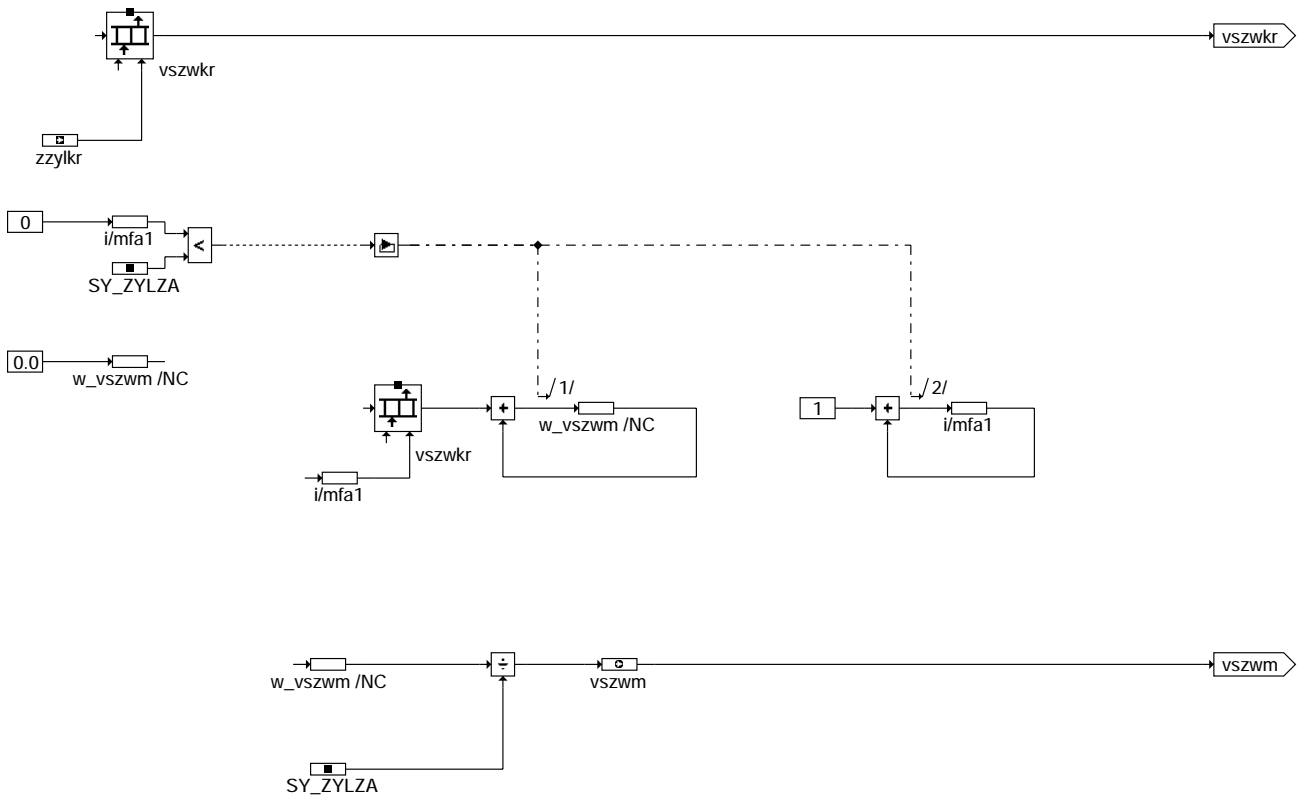 vszwkr
vszwkr
zzylkr
0
i/mfa1
<
SY_ZYLZA
0.0
w_vszwm /NC
1/
2/
+
w_vszwm /NC
1
+
i/mfa1
vszwkr
i/mfa1
vszwm
w_vszwm /NC
÷
vszwm
SY_ZYLZA